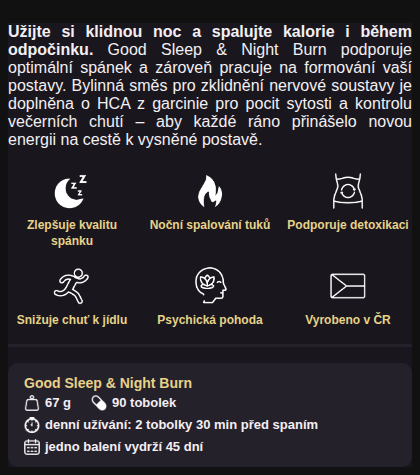 Užijte si klidnou noc a spalujte kalorie i během
odpočinku. Good Sleep & Night Burn podporuje
optimální spánek a zároveň pracuje na formování vaší
postavy. Bylinná směs pro zklidnění nervové soustavy je
doplněna o HCA z garcinie pro pocit sytosti a kontrolu
večerních chutí – aby každé ráno přinášelo novou
energii na cestě k vysněné postavě.
Zlepšuje kvalitu
spánku
Noční spalování tuků
Podporuje detoxikaci
Snižuje chuť k jídlu
Psychická pohoda
Vyrobeno v ČR
Good Sleep & Night Burn
67 g 90 tobolek
denní užívání: 2 tobolky 30 min před spaním
jedno balení vydrží 45 dní